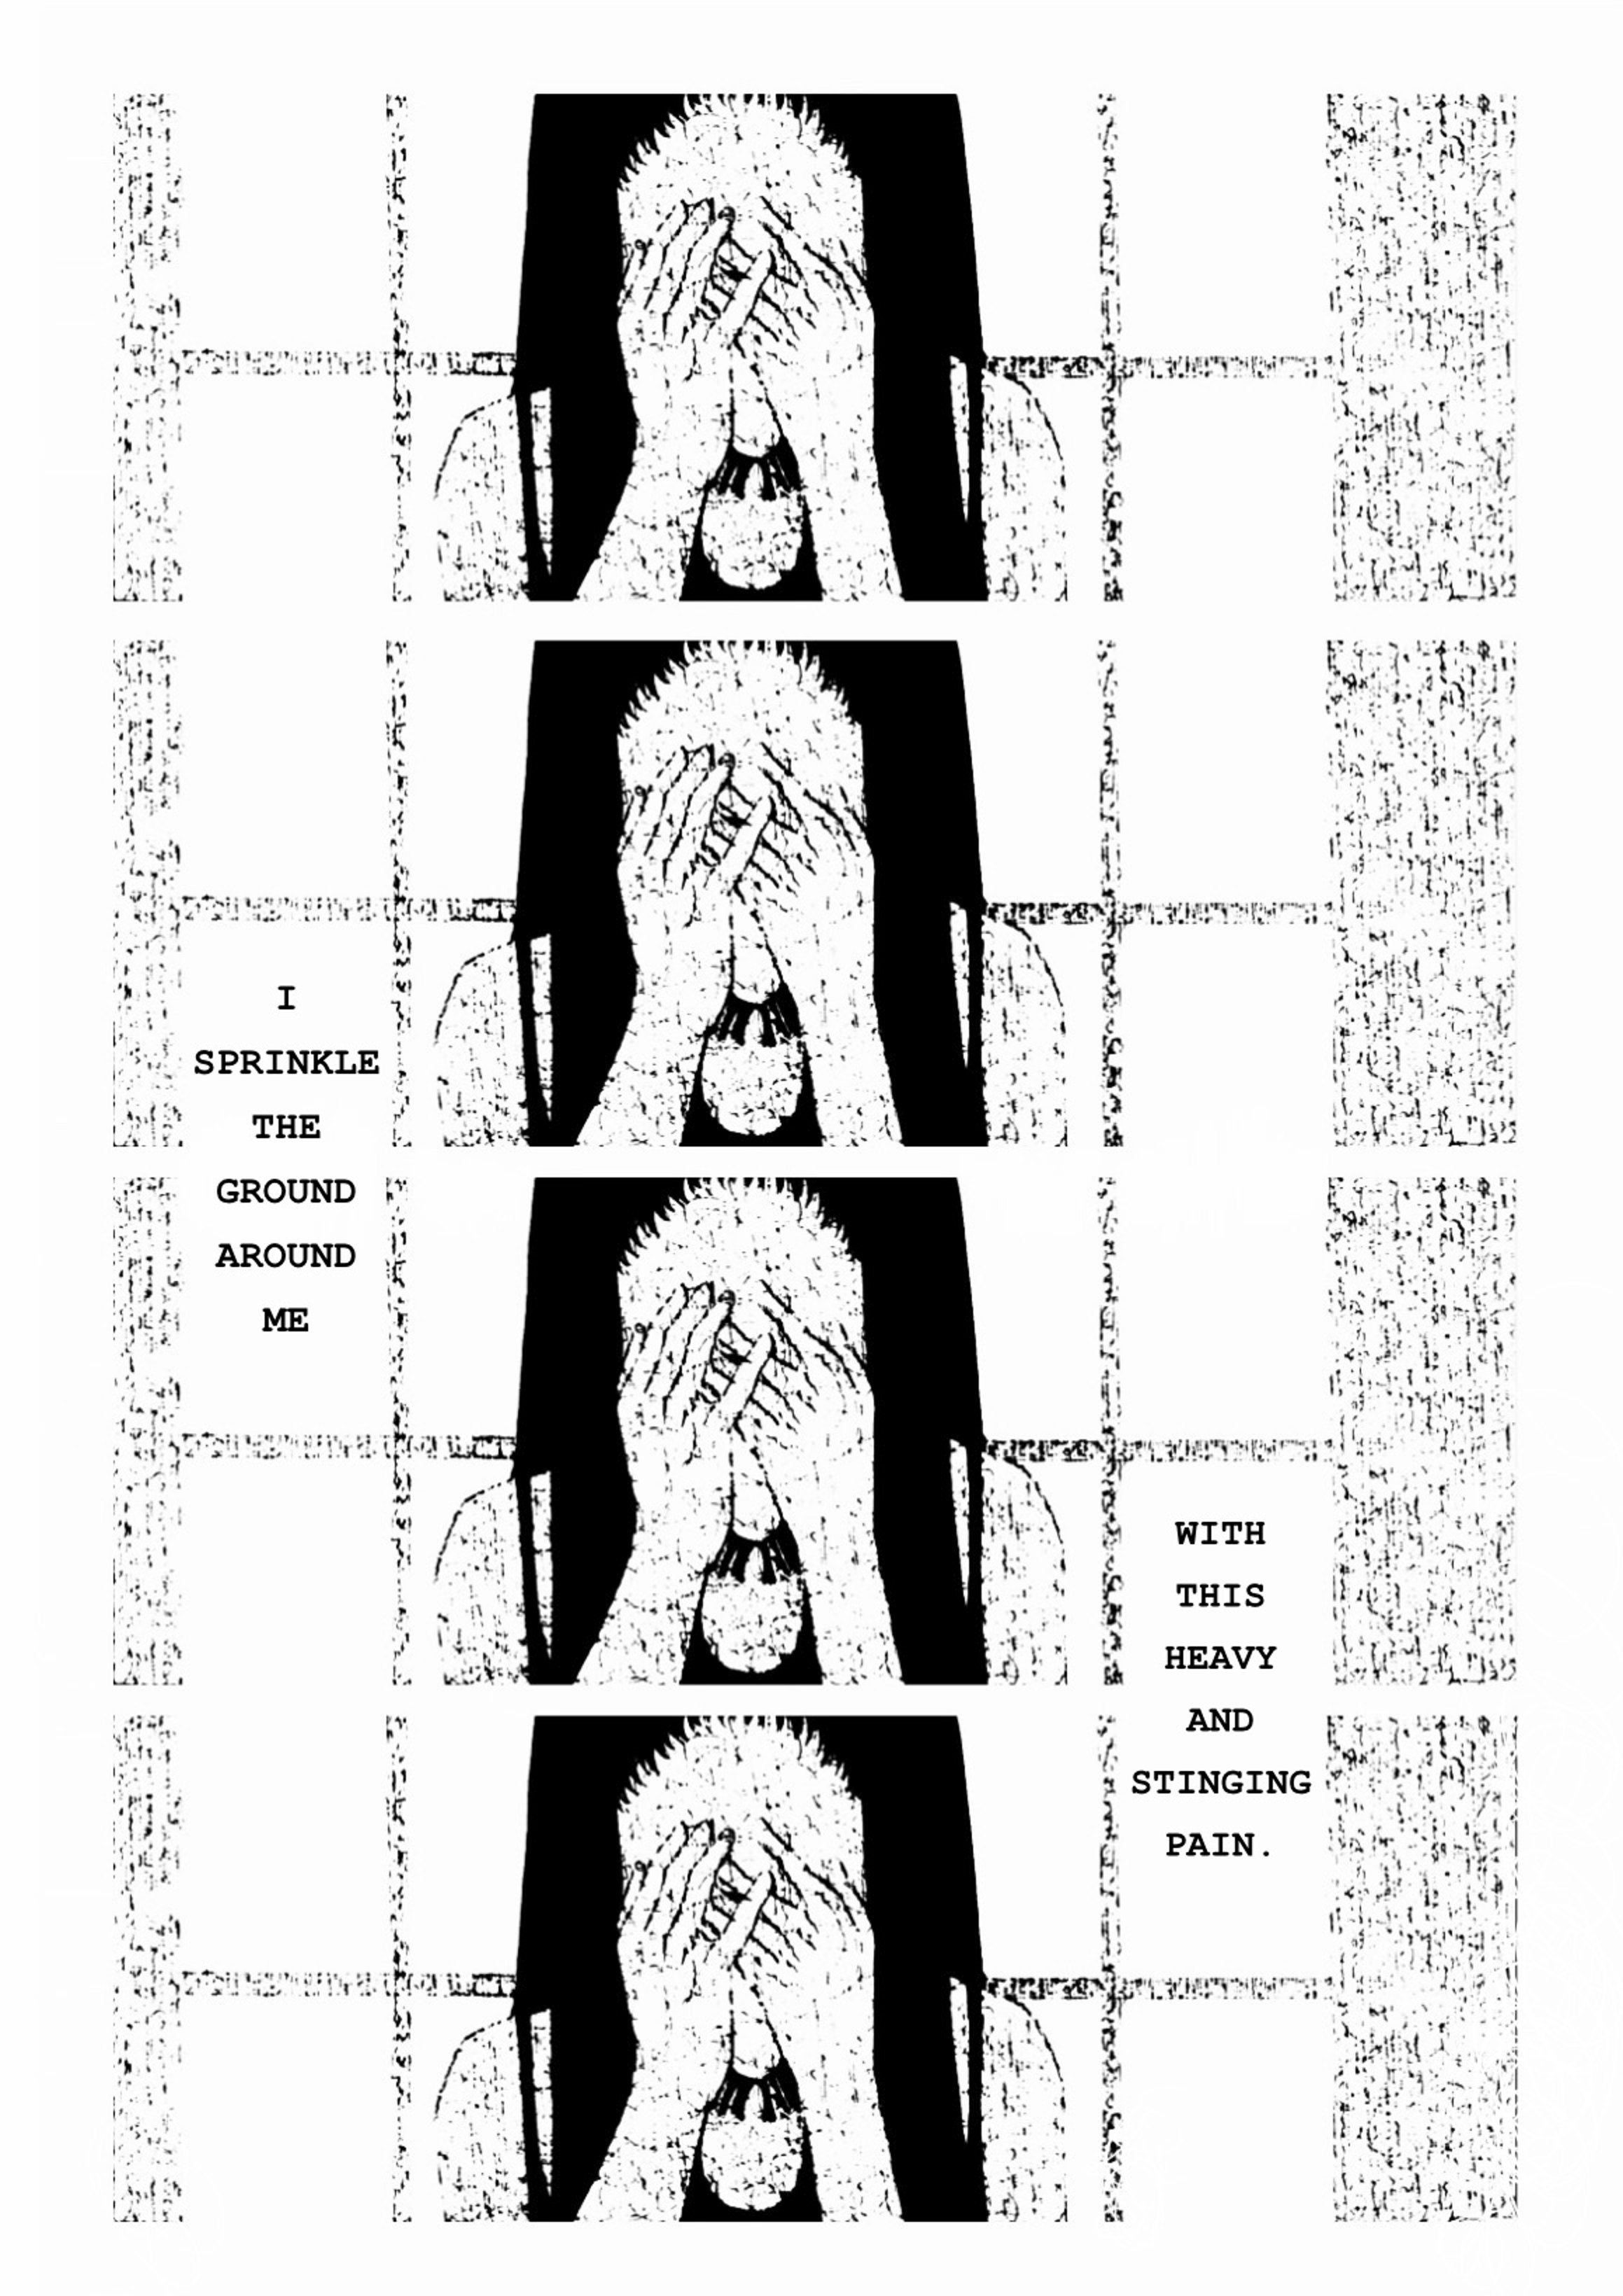 I
SPRINKLE
THE
GROUND
AROUND
ME
WITH
THIS
HEAVY
AND
STINGING
PAIN.